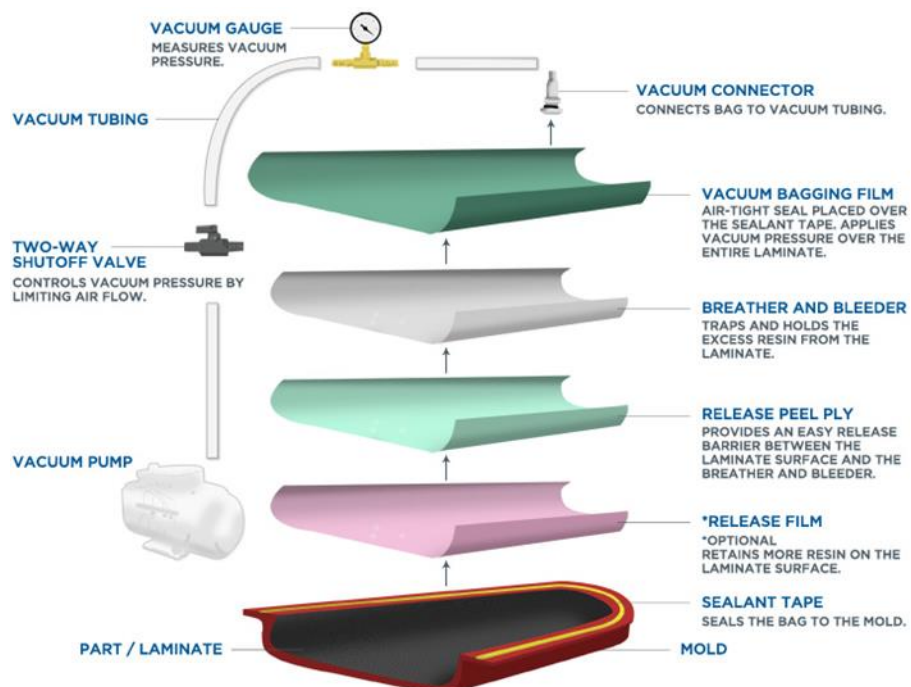 VACUUM GAUGE
MEASURES VACUUM
PRESSURE.
VACUUM CONNECTOR
CONNECTS BAG TO VACUUM TUBING.
VACUUM TUBING
VACUUM BAGGING FILM
AIR-TIGHT SEAL PLACED OVER
THE SEALANT TAPE. APPLIES
VACUUM PRESSURE OVER THE
ENTIRE LAMINATE.
TWO-WAY
SHUTOFF VALVE
CONTROLS VACUUM PRESSURE BY
LIMITING AIR FLOW.
BREATHER AND BLEEDER
TRAPS AND HOLDS THE
EXCESS RESIN FROM THE
LAMINATE.
RELEASE PEEL PLY
PROVIDES AN EASY RELEASE
BARRIER BETWEEN THE
LAMINATE SURFACE AND THE
BREATHER AND BLEEDER.
VACUUM PUMP
*RELEASE FILM
*OPTIONAL
RETAINS MORE RESIN ON THE
LAMINATE SURFACE.
SEALANT TAPE
SEALS THE BAG TO THE MOLD.
PART / LAMINATE
MOLD